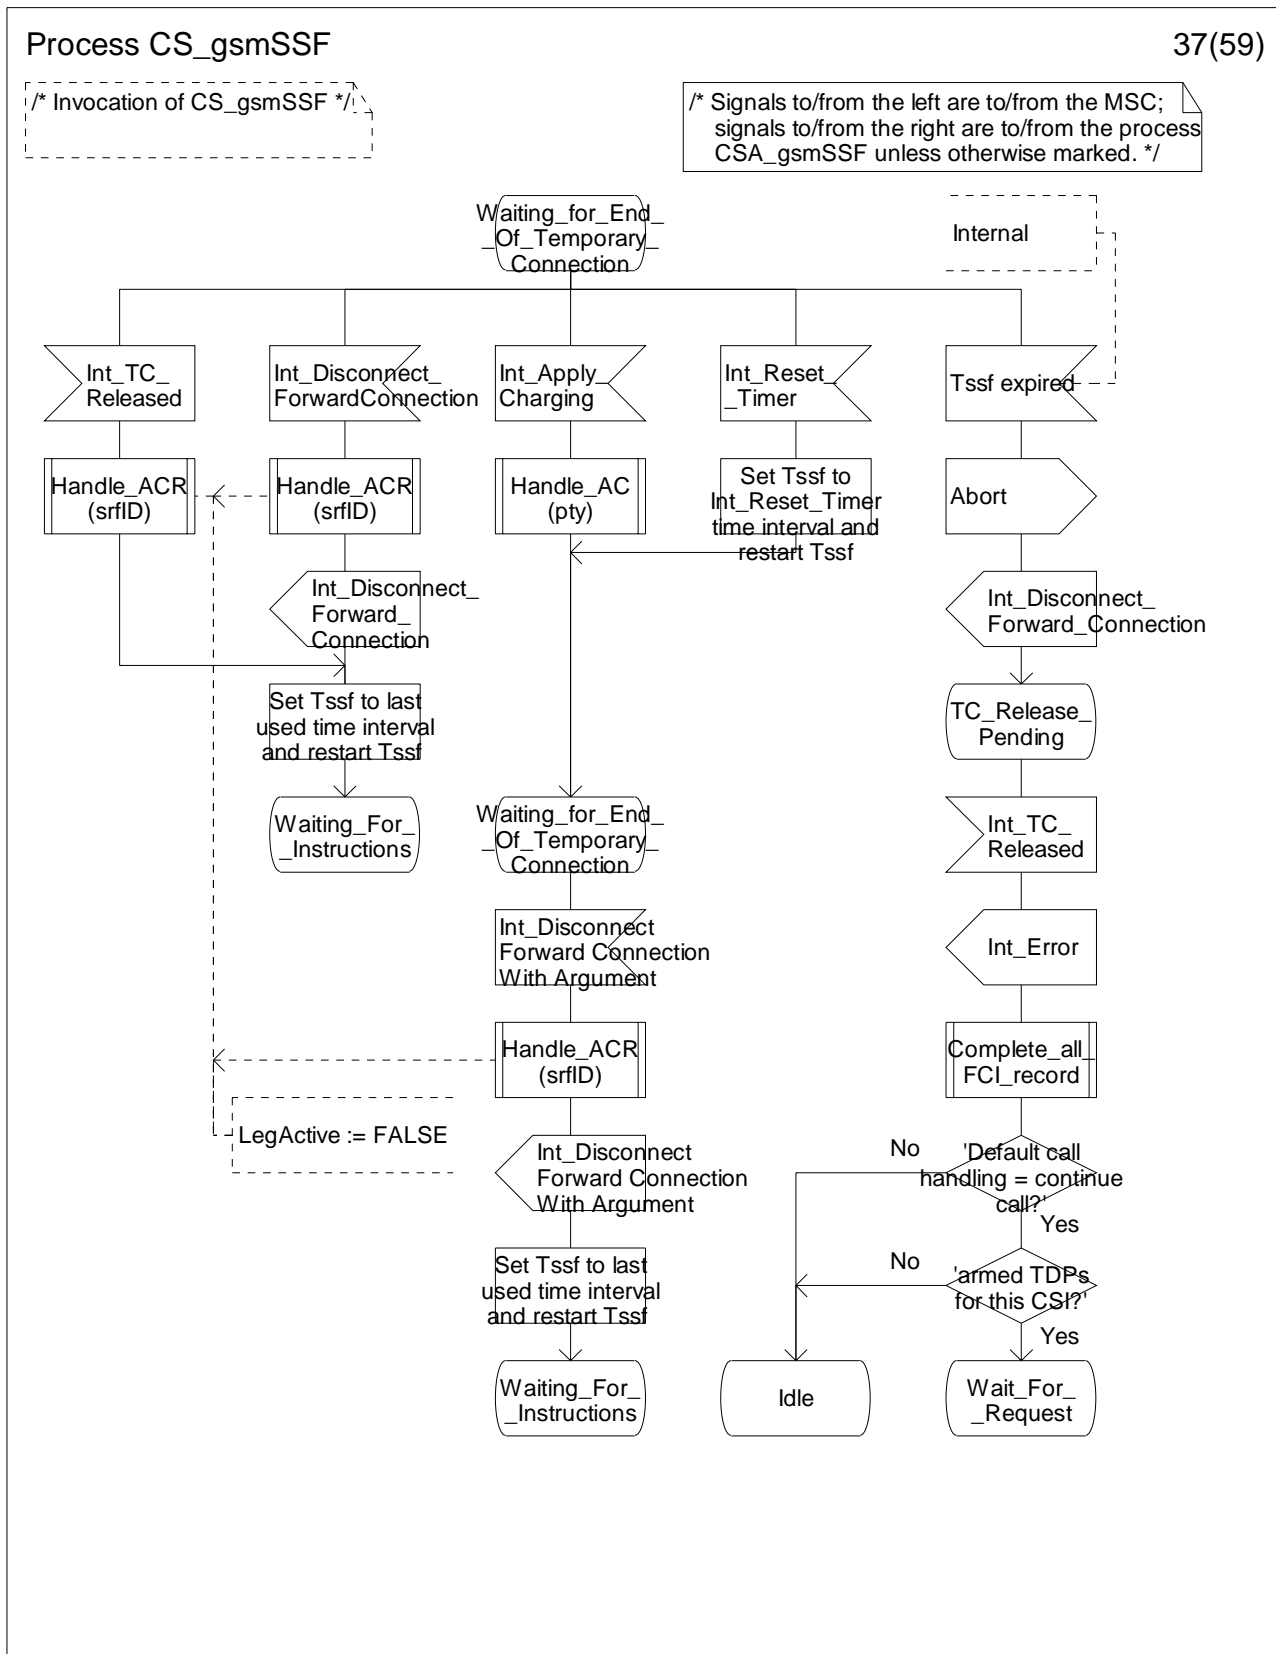 Process CS_gsmSSF
37(59)
/* Invocation of CS_gsmSSF */
/* Signals to/from the left are to/from the MSC;
signals to/from the right are to/from the process
CSA_gsmSSF unless otherwise marked. */
Waiting_for_End_
_Of_Temporary_
Connection
Internal
Int_TC_
Released
Int_Disconnect_
ForwardConnection
Int_Apply_
Charging
Int_Reset_
_Timer
Tssf expired
Handle_ACR
(srfID)
Handle_ACR
(srfID)
Handle_AC
(pty)
Set Tssf to
Int_Reset_Timer
time interval and
restart Tssf
Abort
Int_Disconnect_
Forward_
Connection
Int_Disconnect_
Forward_Connection
Set Tssf to last
used time interval
and restart Tssf
TC_Release_
Pending
Waiting_For_
_Instructions
Waiting_for_End_
_Of_Temporary_
Connection
Int_TC_
Released
Int_Disconnect
Forward Connection
With Argument
Int_Error
Handle_ACR
(srfID)
Complete_all_
FCI_record
LegActive := FALSE
Int_Disconnect
Forward Connection
With Argument
No
'Default call
handling = continue
call?'
Yes
Set Tssf to last
used time interval
and restart Tssf
No
'armed TDPs
for this CSI?'
Yes
Waiting_For_
_Instructions
Idle
Wait_For_
_Request